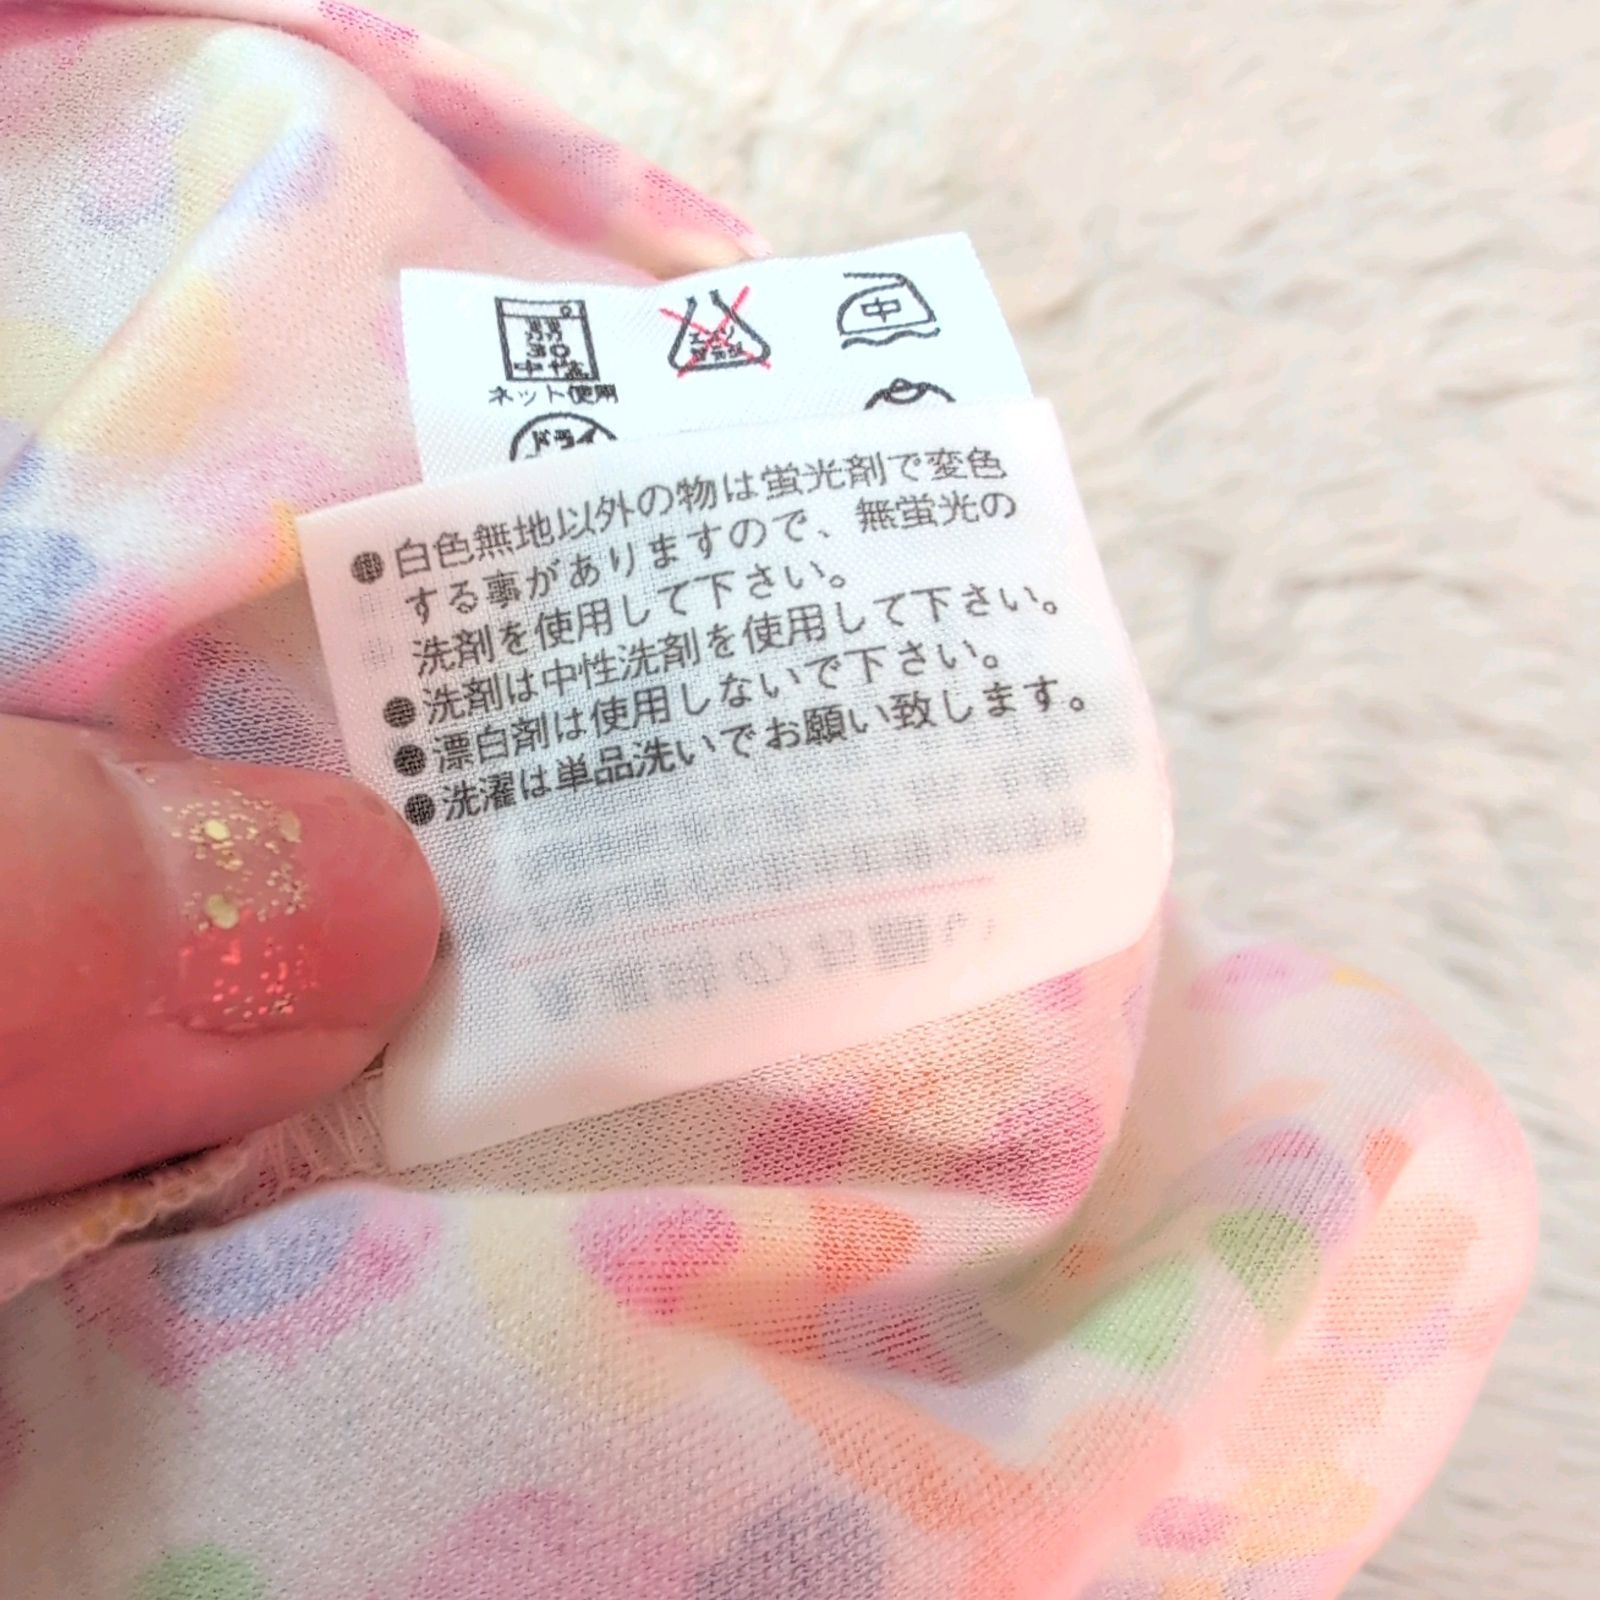 中
ネット使用
●白色無地以外の物は蛍光剤で変色
する事がありますので、無蛍光の
洗剤を使用して下さい。
●洗剤は中性洗剤を使用して下さい。
●漂白剤は使用しないで下さい。
●洗濯は単品洗いでお願い致します。